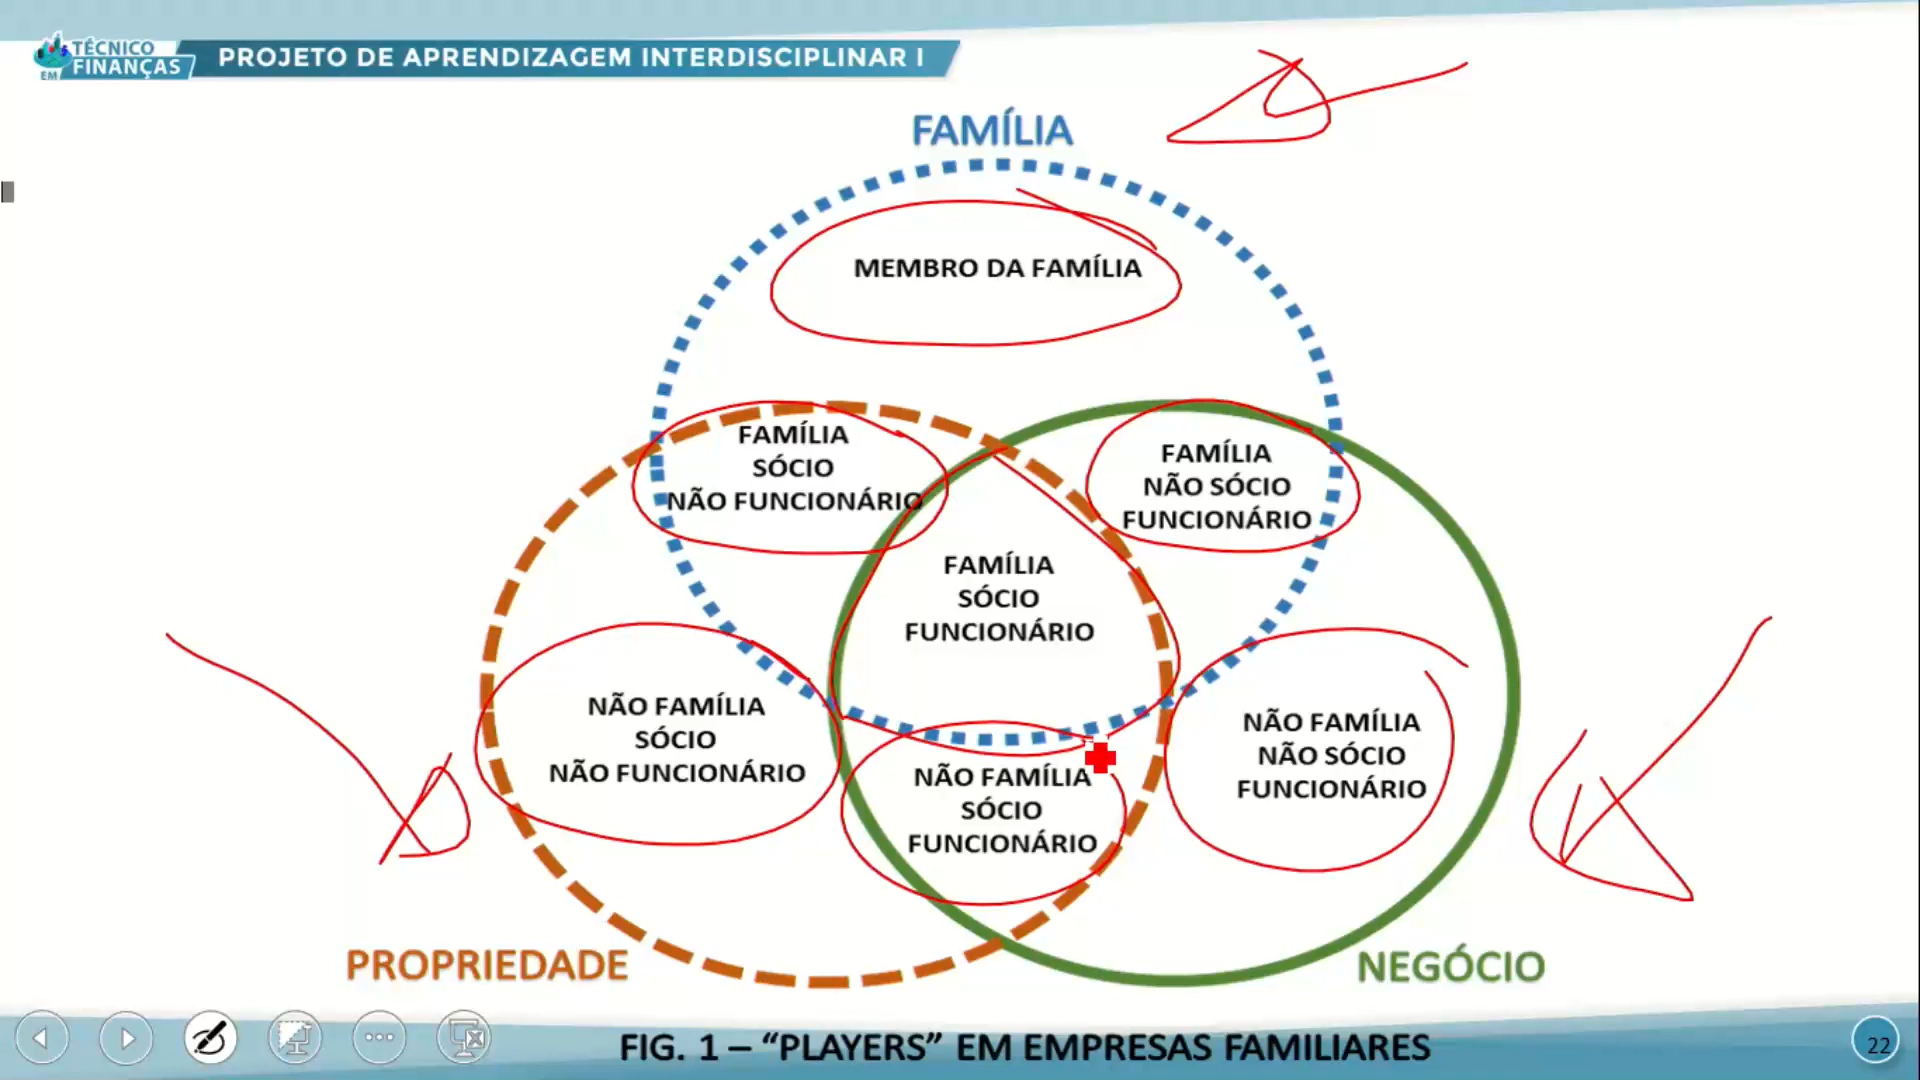 TÉCNICO
EM FINANÇAS
PROJETO DE APRENDIZAGEM INTERDISCIPLINAR I
FAMÍLIA
MEMBRO DA FAMÍLIA
FAMÍLIA
SÓCIO
NÃO FUNCIONÁRIO
FAMÍLIA
NÃO SÓCIO
FUNCIONÁRIO
FAMÍLIA
SÓCIO
FUNCIONÁRIO
NÃO FAMÍLIA
SÓCIO
NÃO FUNCIONÁRIO
NÃO FAMÍLIA
SÓCIO
FUNCIONÁRIO
NÃO FAMÍLIA
NÃO SÓCIO
FUNCIONÁRIO
PROPRIEDADE
NEGÓCIO
FIG. 1 – “PLAYERS” EM EMPRESAS FAMILIARES
22